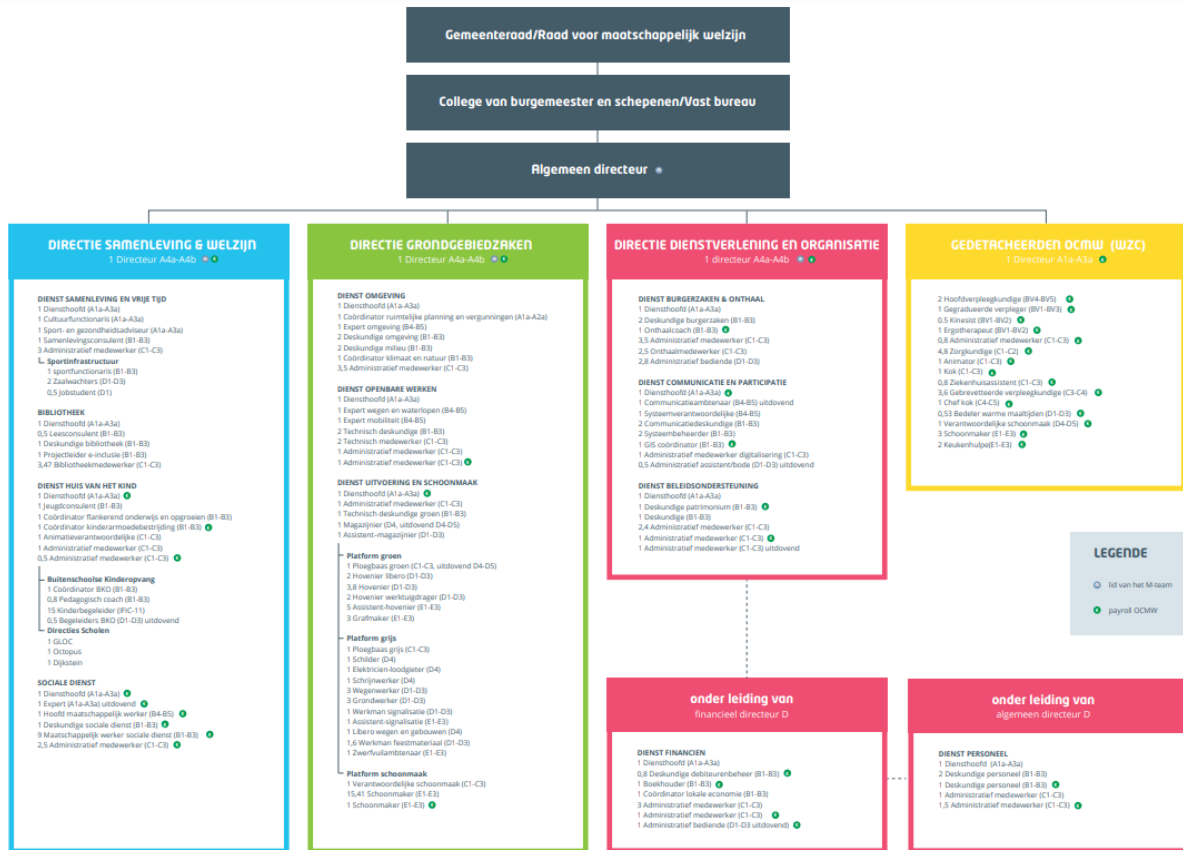 Gemeenteraad/Raad voor maatschappelijk welzijn
College van burgemeester en schepenen/Vast bureau
Algemeen directeur
DIRECTIE SAMENLEVING & WELZIJN
1 Directeur A4a-A4b
DIENST SAMENLEVING EN VRIJE TIJD
1 Diensthoofd (A1a-A3a)
1 Cultuurfunctionaris (A1a-A3a)
1 Sport- en gezondheidsadviseur (A1a-A3a)
1 Samenlevingsconsulent (B1-B3)
3 Administratief medewerker (C1-C3)
Sportinfrastructuur
1 sportfunctionaris (B1-B3)
2 Zaalwachters (D1-D3)
0,5 Jobstudent (D1)
BIBLIOTHEEK
1 Diensthoofd (A1a-A3a)
0,5 Leesconsulent (B1-B3)
1 Deskundige bibliotheek (B1-B3)
1 Projectleider e-inclusie (B1-B3)
3,47 Bibliotheekmedewerker (C1-C3)
DIENST HUIS VAN HET KIND
1 Diensthoofd (A1a-A3a) €
1 Jeugdconsulent (B1-B3)
1 Coördinator flankerend onderwijs en opgroeien (B1-B3)
1 Coördinator kinderarmoedebestrijding (B1-B3) €
1 Animatieverantwoordelijke (C1-C3)
1 Administratief medewerker (C1-C3)
0,5 Administratief medewerker (C1-C3) €
Buitenschoolse Kinderopvang
1 Coördinator BKO (B1-B3)
0,8 Pedagogisch coach (B1-B3)
15 Kinderbegeleider (IFIC-11)
0,5 Begeleiders BKO (D1-D3) uitdovend
Directies Scholen
1 GLOC
1 Octopus
1 Dijkstein
SOCIALE DIENST
1 Diensthoofd (A1a-A3a) €
1 Expert (A1a-A3a) uitdovend €
1 Hoofd maatschappelijk werker (B4-B5) €
1 Deskundige sociale dienst (B1-B3) €
9 Maatschappelijk werker sociale dienst (B1-B3) €
2,5 Administratief medewerker (C1-C3) €
DIRECTIE GRONDGEBIEDZAKEN
1 Directeur A4a-A4b
DIENST OMGEVING
1 Diensthoofd (A1a-A3a)
1 Coördinator ruimtelijke planning en vergunningen (A1a-A2a)
1 Expert omgeving (B4-B5)
2 Deskundige omgeving (B1-B3)
2 Deskundige milieu (B1-B3)
1 Coördinator klimaat en natuur (B1-B3)
3,5 Administratief medewerker (C1-C3)
DIENST OPENBARE WERKEN
1 Diensthoofd (A1a-A3a)
1 Expert wegen en waterlopen (B4-B5)
1 Expert mobiliteit (B4-B5)
2 Technisch deskundige (B1-B3)
2 Technisch medewerker (C1-C3)
1 Administratief medewerker (C1-C3)
1 Administratief medewerker (C1-C3) €
DIENST UITVOERING EN SCHOONMAAK
1 Diensthoofd (A1a-A3a) €
1 Administratief medewerker (C1-C3)
1 Technisch deskundige groen (B1-B3)
1 Magazijnier (D4, uitdovend D4-D5)
1 Assistent-magazijnier (D1-D3)
Platform groen
1 Ploegbaas groen (C1-C3, uitdovend D4-D5)
2 Hovenier libero (D1-D3)
3,8 Hovenier (D1-D3)
2 Hovenier werktuigdrager (D1-D3)
5 Assistent-hovenier (E1-E3)
3 Grafmaker (E1-E3)
Platform grijs
1 Ploegbaas grijs (C1-C3)
1 Schilder (D4)
1 Elektricien-loodgieter (D4)
1 Schrijnwerker (D4)
3 Wegenwerker (D1-D3)
3 Grondwerker (D1-D3)
1 Werkman signalisatie (D1-D3)
1 Assistent-signalisatie (E1-E3)
1 Libero wegen en gebouwen (D4)
1,6 Werkman feestmateriaal (D1-D3)
1 Zwerfvuilambtenaar (E1-E3)
Platform schoonmaak
1 Verantwoordelijke schoonmaak (C1-C3)
15,41 Schoonmaker (E1-E3)
1 Schoonmaker (E1-E3) €
DIRECTIE DIENSTVERLENING EN ORGANISATIE
1 directeur A4a-A4b
DIENST BURGERZAKEN & ONTHAAL
1 Diensthoofd (A1a-A3a)
2 Deskundige burgerzaken (B1-B3)
1 Onthaalcoach (B1-B3) €
3,5 Administratief medewerker (C1-C3)
2,5 Onthaalmedewerker (C1-C3)
2,8 Administratief bediende (D1-D3)
DIENST COMMUNICATIE EN PARTICIPATIE
1 Diensthoofd (A1a-A3a) €
1 Communicatieambtenaar (B4-B5) uitdovend
1 Systeemverantwoordelijke (B4-B5)
2 Communicatiedeskundige (B1-B3)
2 Systeembeheerder (B1-B3)
1 GIS coördinator (B1-B3) €
1 Administratief medewerker digitalisering (C1-C3)
0,5 Administratief assistent/bode (D1-D3) uitdovend
DIENST BELEIDSONDERSTEUNING
1 Diensthoofd (A1a-A3a)
1 Deskundige patrimonium (B1-B3) €
1 Deskundige (B1-B3)
2,4 Administratief medewerker (C1-C3)
1 Administratief medewerker (C1-C3) €
1 Administratief medewerker (C1-C3) uitdovend
GEDETACHEERDEN OCMW (WZC)
1 Directeur A1a-A3a €
2 Hoofdverpleegkundige (BV4-BV5) €
1 Gegradueerde verpleger (BV1-BV3) €
0,5 Kinesist (BV1-BV2) €
1 Ergotherapeut (BV1-BV2) €
0,8 Administratief medewerker (C1-C3) €
4,8 Zorgkundige (C1-C2) €
1 Animator (C1-C3) €
1 Kok (C1-C3) €
0,8 Ziekenhuisassistent (C1-C3) €
3,6 Gebrevetteerde verpleegkundige (C3-C4) €
1 Chef kok (C4-C5) €
0,53 Bedeler warme maaltijden (D1-D3) €
1 Verantwoordelijke schoonmaak (D4-D5) €
3 Schoonmaker (E1-E3) €
2 Keukenhulpe(E1-E3) €
LEGENDE
lid van het M-team
€ payroll OCMW
onder leiding van
financieel directeur D
DIENST FINANCIEN
1 Diensthoofd (A1a-A3a)
0,8 Deskundige debiteurenbeheer (B1-B3) €
1 Boekhouder (B1-B3) €
1 Coördinator lokale economie (B1-B3)
3 Administratief medewerker (C1-C3)
1 Administratief medewerker (C1-C3) €
1 Administratief bediende (D1-D3 uitdovend) €
onder leiding van
algemeen directeur D
DIENST PERSONEEL
1 Diensthoofd (A1a-A3a)
2 Deskundige personeel (B1-B3)
1 Deskundige personeel (B1-B3) €
1 Administratief medewerker (C1-C3)
1,5 Administratief medewerker (C1-C3) €